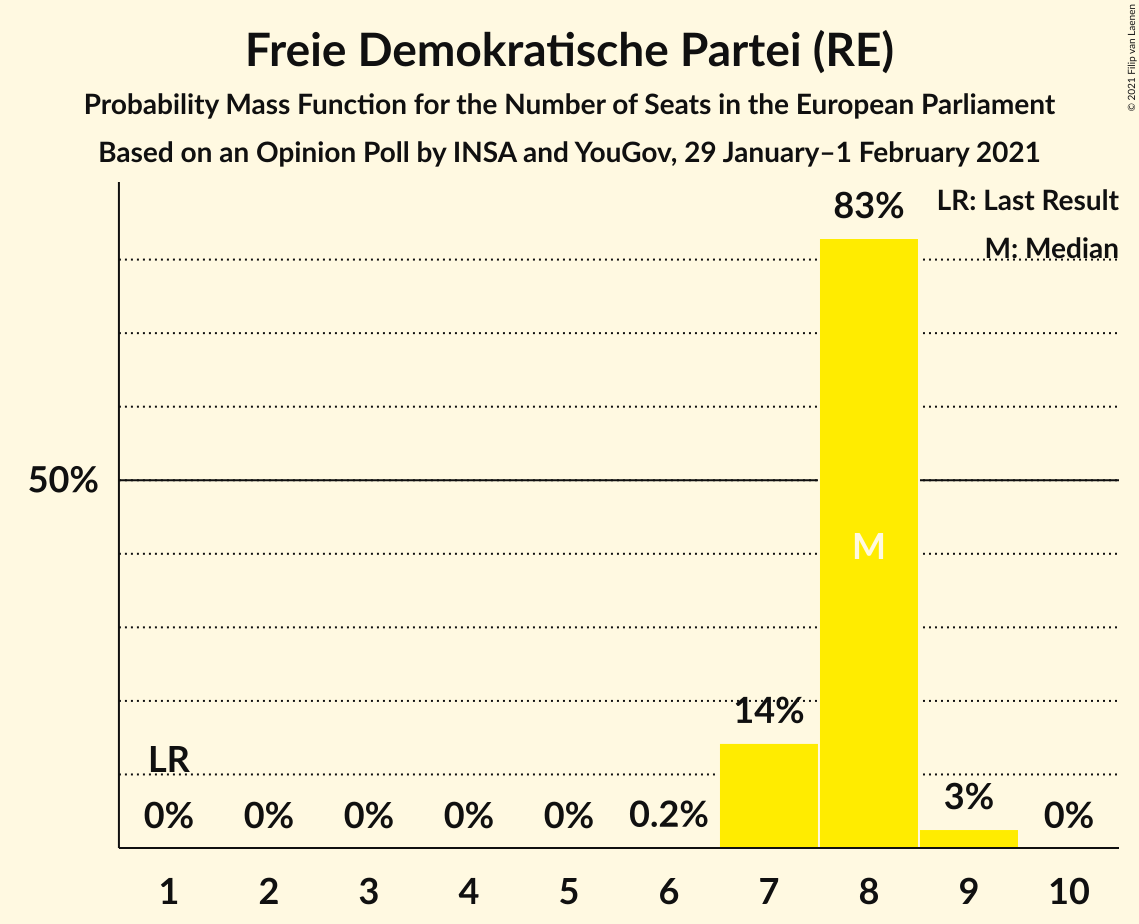 Freie Demokratische Partei (RE)
Probability Mass Function for the Number of Seats in the European Parliament
Based on an Opinion Poll by INSA and YouGov, 29 January–1 February 2021
© 2021 Filip van Laenen
LR: Last Result
M: Median
83%
50%
M
14%
LR
3%
0% 0% 0% 0% 0% 0.2% 0%
1 2 3 4 5 6 7 8 9 10